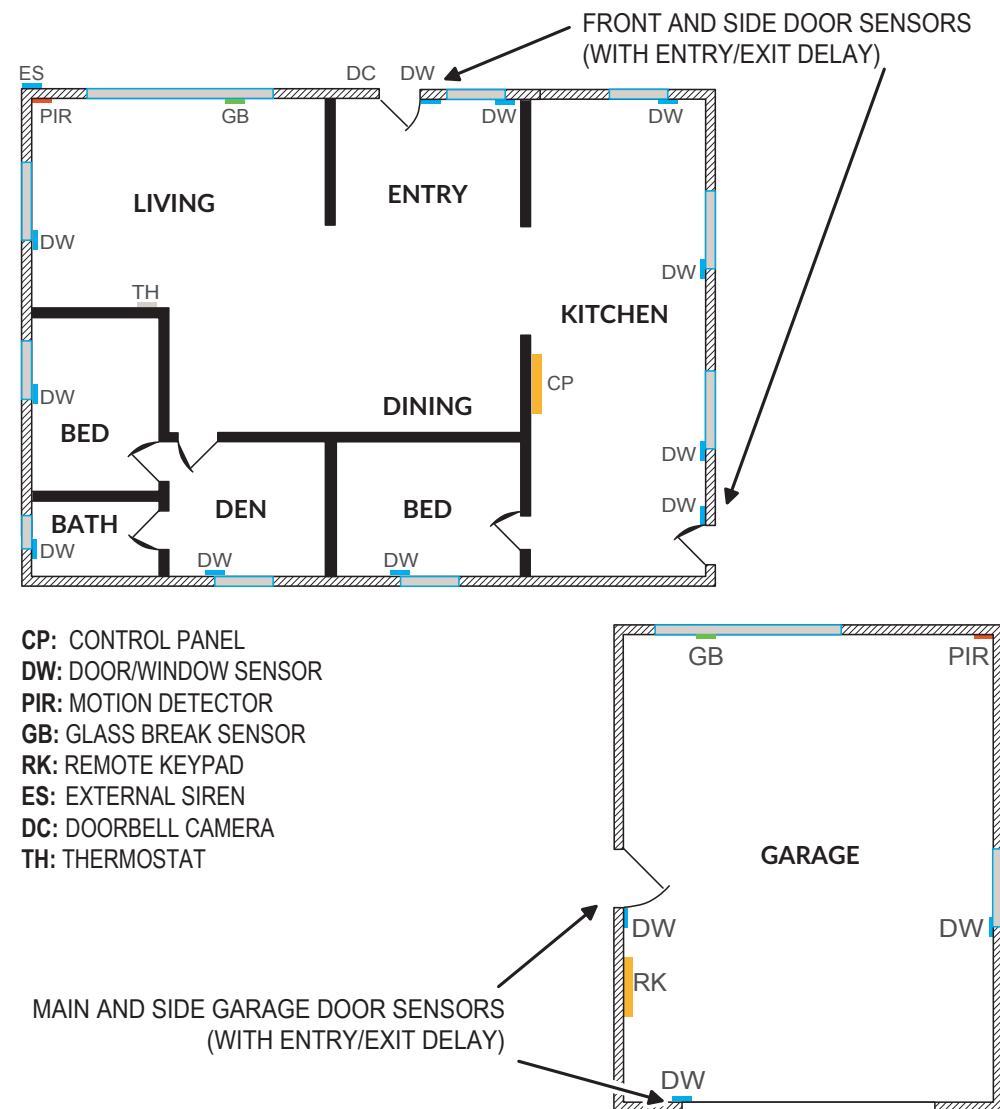 FRONT AND SIDE DOOR SENSORS
(WITH ENTRY/EXIT DELAY)
ES
DC
DW
PIR
GB
DW
DW
LIVING
ENTRY
DW
DW
TH
KITCHEN
DW
CP
DINING
BED
DW
DW
BATH
DEN
BED
DW
DW
DW
CP: CONTROL PANEL
DW: DOOR/WINDOW SENSOR
PIR: MOTION DETECTOR
GB: GLASS BREAK SENSOR
RK: REMOTE KEYPAD
ES: EXTERNAL SIREN
DC: DOORBELL CAMERA
TH: THERMOSTAT
GB
PIR
GARAGE
DW
DW
RK
MAIN AND SIDE GARAGE DOOR SENSORS
(WITH ENTRY/EXIT DELAY)
DW